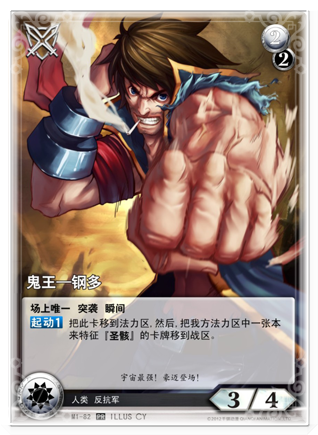 2
2
鬼王—钢多
场上唯一 突袭 瞬间
起动1 把此卡移到法力区,然后,把我方法力区中一张本
来特征『圣骸』的卡牌移到战区。
宇宙最强!豪迈登场!
人类 反抗军
3/4
M1-02 ILLUS CY